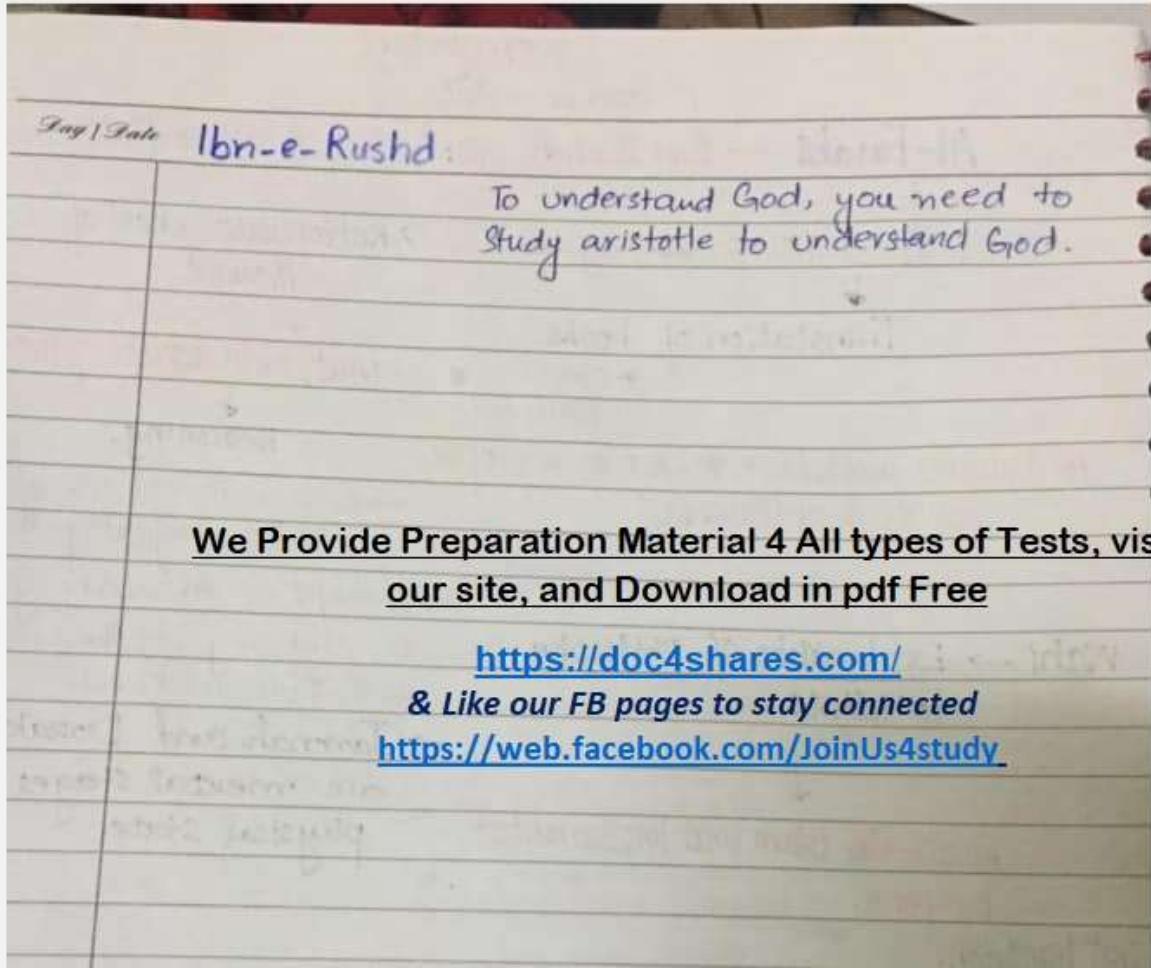 Day / Date Ibn-e-Rushd:
To understand God, you need to
Study aristotle to understand God.
We Provide Preparation Material 4 All types of Tests, vis
our site, and Download in pdf Free
https://doc4shares.com/
& Like our FB pages to stay connected
https://web.facebook.com/JoinUs4study